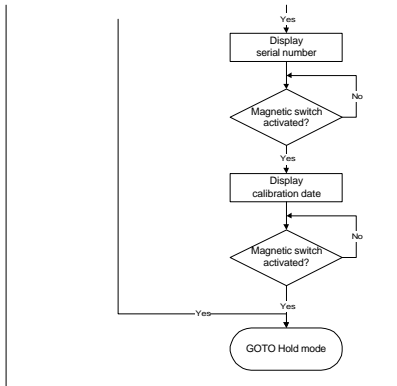 Yes
Display
serial number
No
Magnetic switch
activated?
Yes
Display
calibration date
No
Magnetic switch
activated?
Yes
Yes
GOTO Hold mode